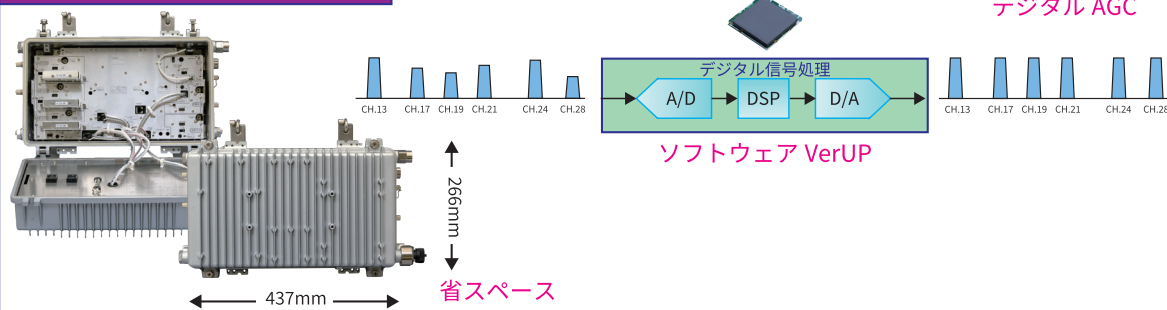 デジタル AGC
デジタル信号処理
A/D
DSP
D/A
CH.13
CH.17
CH.19
CH.21
CH.24
CH.28
CH.13
CH.17
CH.19
CH.21
CH.24
CH.28
ソフトウェア VerUP
266mm
省スペース
437mm